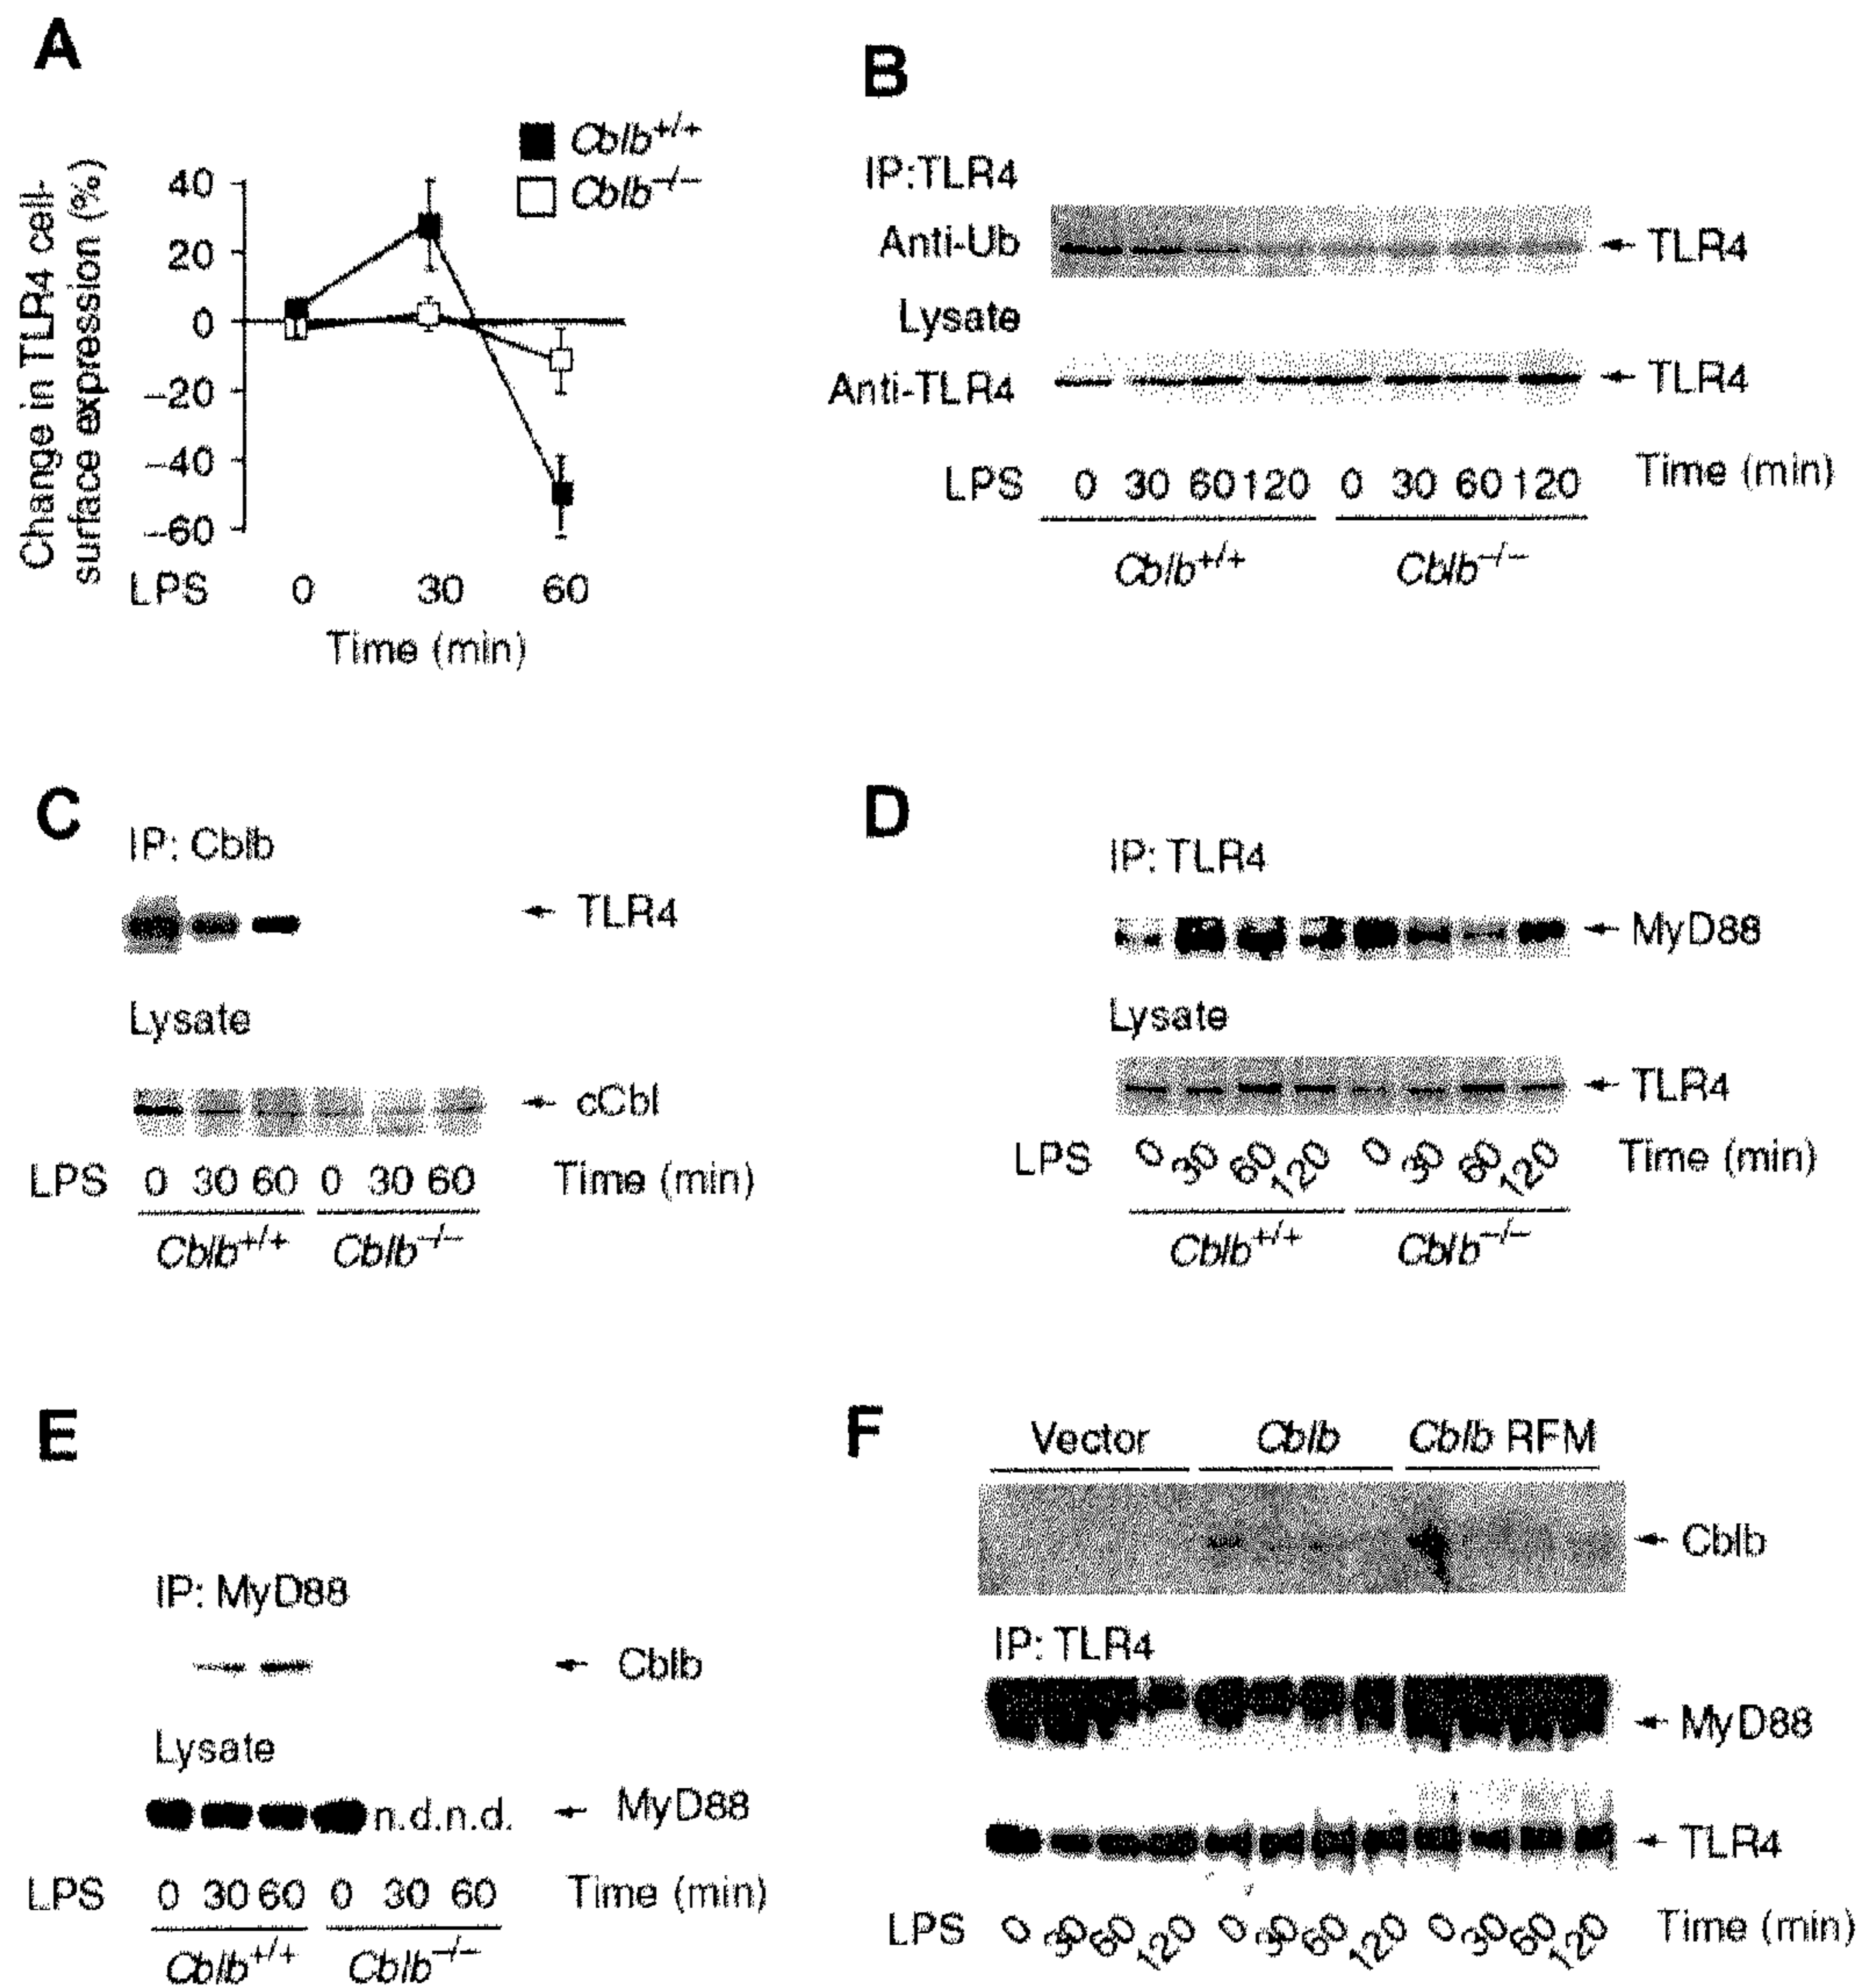 A
Cblb+/+
Cblb−/−
Change in TLR4 cell-
surface expression (%)
40
20
0
−20
−40
−60
LPS 0 30 60
Time (min)
B
IP:TLR4
Anti-Ub
TLR4
Lysate
Anti-TLR4
TLR4
LPS 0 30 60 120 0 30 60 120 Time (min)
Cblb+/+ Cblb−/−
C
IP: Cblb
TLR4
Lysate
cCbl
LPS 0 30 60 0 30 60 Time (min)
Cblb+/+ Cblb−/−
D
IP: TLR4
MyD88
Lysate
TLR4
LPS 0 30 60 120 0 30 60 120 Time (min)
Cblb+/+ Cblb−/−
E
IP: MyD88
Cblb
Lysate
n.d.n.d. MyD88
LPS 0 30 60 0 30 60 Time (min)
Cblb+/+ Cblb−/−
F
Vector Cblb Cblb RFM
Cblb
IP: TLR4
MyD88
TLR4
LPS 0 30 60 120 0 30 60 120 0 30 60 120 Time (min)